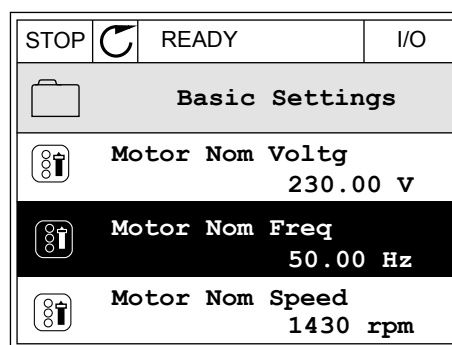 STOP READY I/O
Basic Settings
Motor Nom Voltg
230.00 V
Motor Nom Freq
50.00 Hz
Motor Nom Speed
1430 rpm